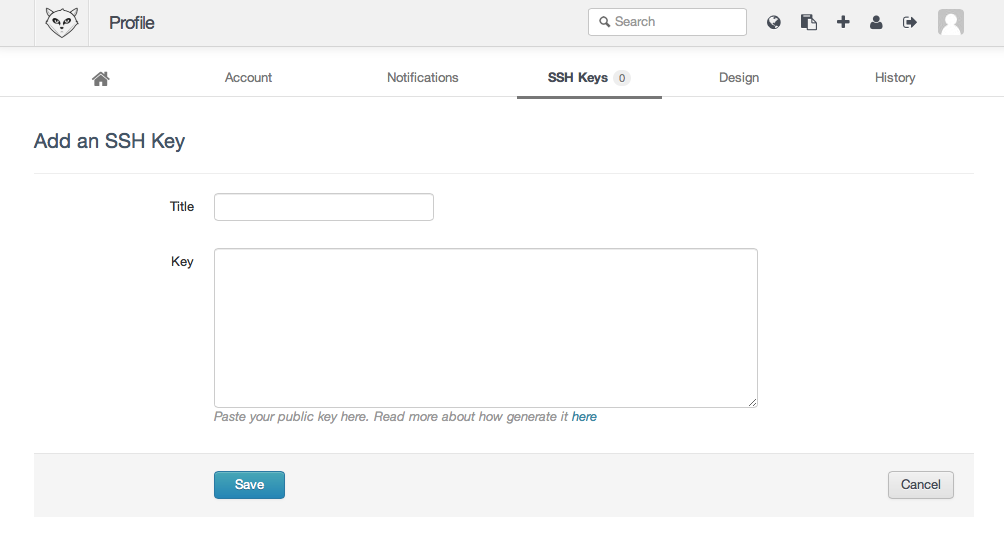 Profile
Search
Account Notifications SSH Keys 0 Design History
Add an SSH Key
Title
Key
Paste your public key here. Read more about how generate it here
Save Cancel